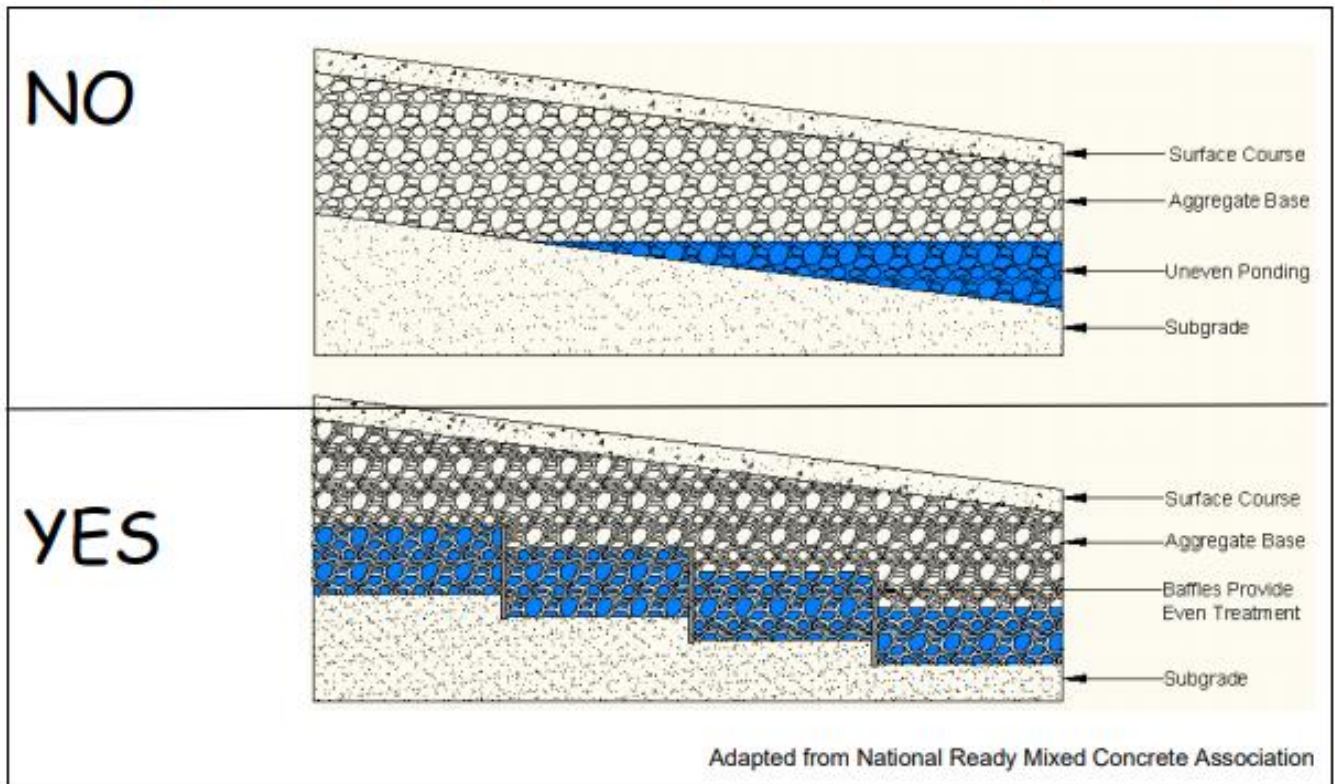 NO
Surface Course
Aggregate Base
Uneven Ponding
Subgrade
YES
Surface Course
Aggregate Base
Baffles Provide
Even Treatment
Subgrade
Adapted from National Ready Mixed Concrete Association